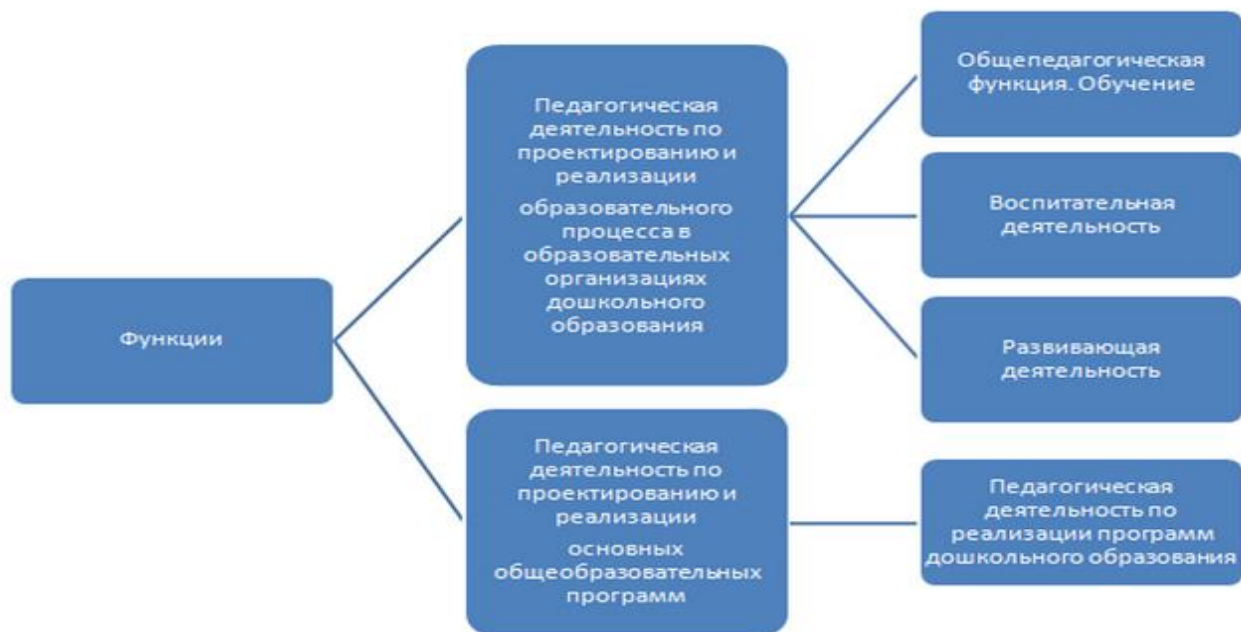 Функции
Педагогическая
деятельность по
проектированию и
реализации
образовательного
процесса в
образовательных
организациях
дошкольного
образования
Педагогическая
деятельность по
проектированию и
реализации
основных
общеобразовательных
программ
Общепедагогическая
функция. Обучение
Воспитательная
деятельность
Развивающая
деятельность
Педагогическая
деятельность по
реализации программ
дошкольного образования